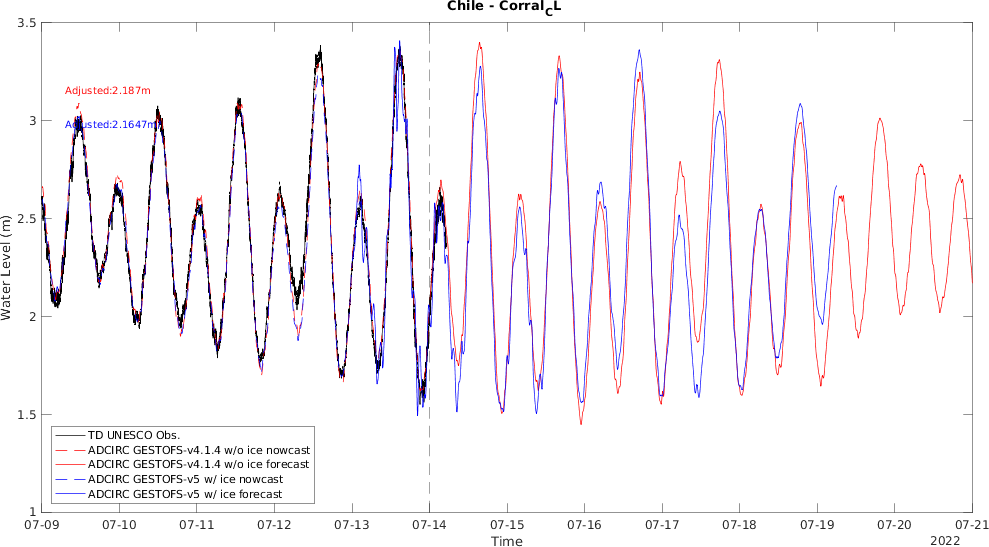 Chile - Corral_CL
3.5
Adjusted:2.187m
3
Adjusted:2.1647m
2.5
Water Level (m)
2
1.5
TD UNESCO Obs.
ADCIRC GESTOFS-v4.1.4 w/o ice nowcast
ADCIRC GESTOFS-v4.1.4 w/o ice forecast
ADCIRC GESTOFS-v5 w/ ice nowcast
ADCIRC GESTOFS-v5 w/ ice forecast
1
07-09 07-10 07-11 07-12 07-13 07-14 07-15 07-16 07-17 07-18 07-19 07-20 07-21
Time
2022